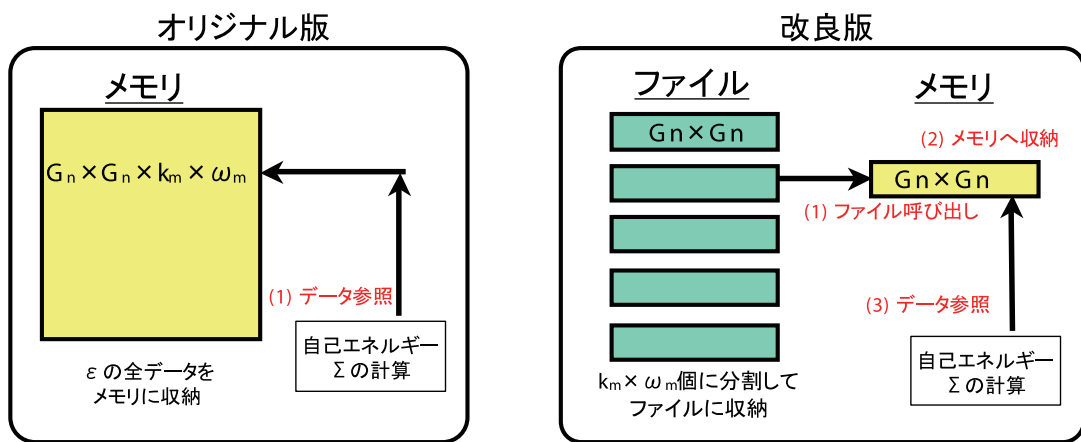 オリジナル版
メモリ
Gn×Gn×km×ωm
(1) データ参照
自己エネルギー
Σの計算
εの全データを
メモリに収納
改良版
ファイル
Gn×Gn
メモリ
(2) メモリへ収納
Gn×Gn
(1) ファイル呼び出し
(3) データ参照
自己エネルギー
Σの計算
km×ωm個に分割して
ファイルに収納